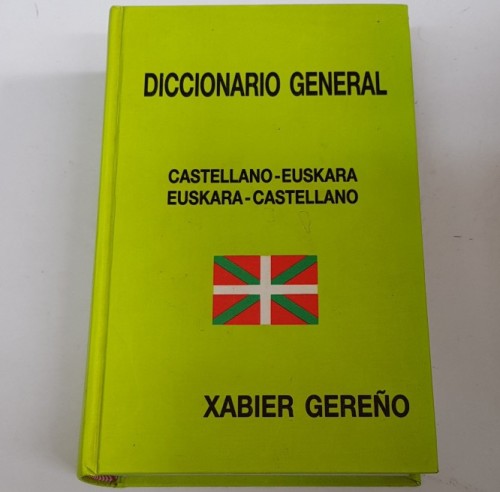 DICCIONARIO GENERAL
CASTELLANO-EUSKARA
EUSKARA-CASTELLANO
XABIER GEREÑO